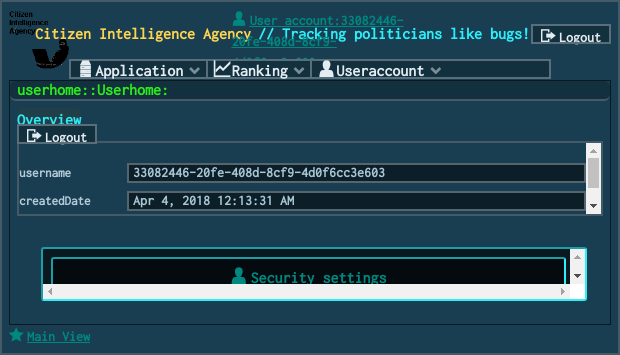 Citizen
Intelligence
Agency
User account:33082446-
20fe-408d-8cf9-
Citizen Intelligence Agency // Tracking politicians like bugs!
Logout
Application
Ranking
Useraccount
userhome::Userhome:
Overview
Logout
username
33082446-20fe-408d-8cf9-4d0f6cc3e603
createdDate
Apr 4, 2018 12:13:31 AM
Security settings
Main View